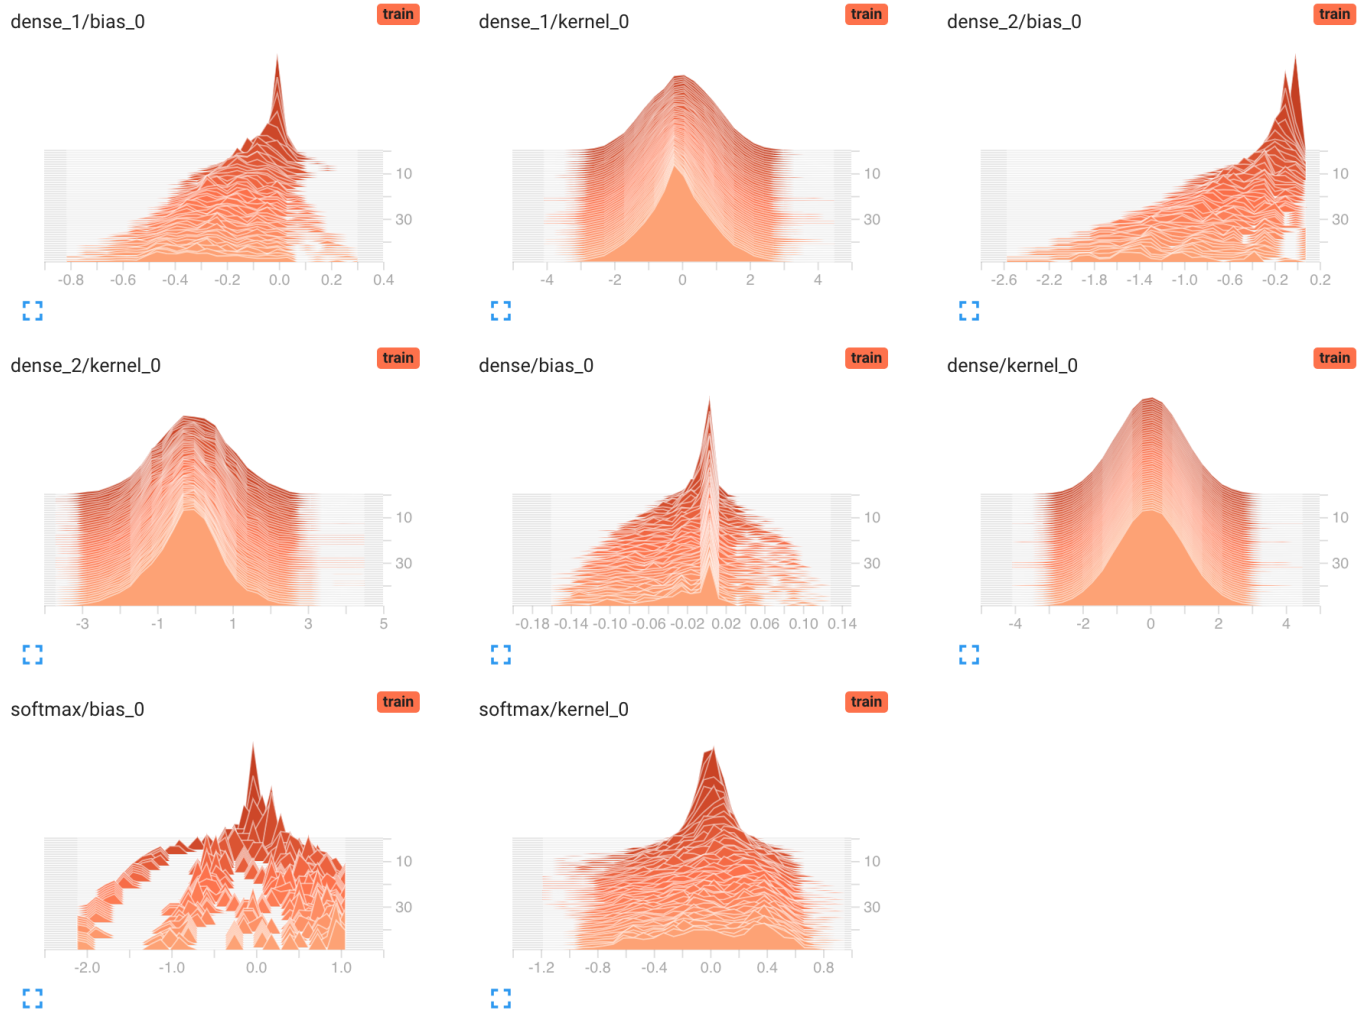 dense_1/bias_0
train
10
30
-0.8 -0.6 -0.4 -0.2 0.0 0.2 0.4
dense_1/kernel_0
train
10
30
-4 -2 0 2 4
dense_2/bias_0
train
10
30
-2.6 -2.2 -1.8 -1.4 -1.0 -0.6 -0.2 0.2
dense_2/kernel_0
train
10
30
-3 -1 1 3 5
dense/bias_0
train
10
30
-0.18 -0.14 -0.10 -0.06 -0.02 0.02 0.06 0.10 0.14
dense/kernel_0
train
10
30
-4 -2 0 2 4
softmax/bias_0
train
10
30
-2.0 -1.0 0.0 1.0
softmax/kernel_0
train
10
30
-1.2 -0.8 -0.4 0.0 0.4 0.8